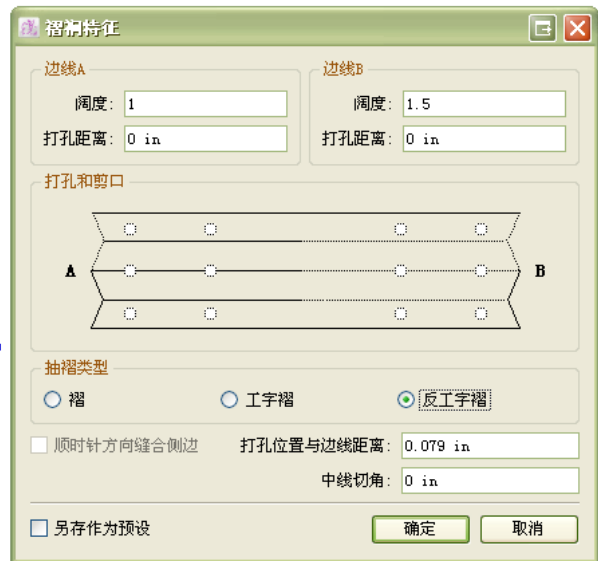 褶裥特征
边线A
边线B
阔度: 1
阔度: 1.5
打孔距离: 0 in
打孔距离: 0 in
打孔和剪口
A
B
抽褶类型
褶
工字褶
反工字褶
顺时针方向缝合侧边
打孔位置与边线距离: 0.079 in
中线切角: 0 in
另存作为预设
确定
取消